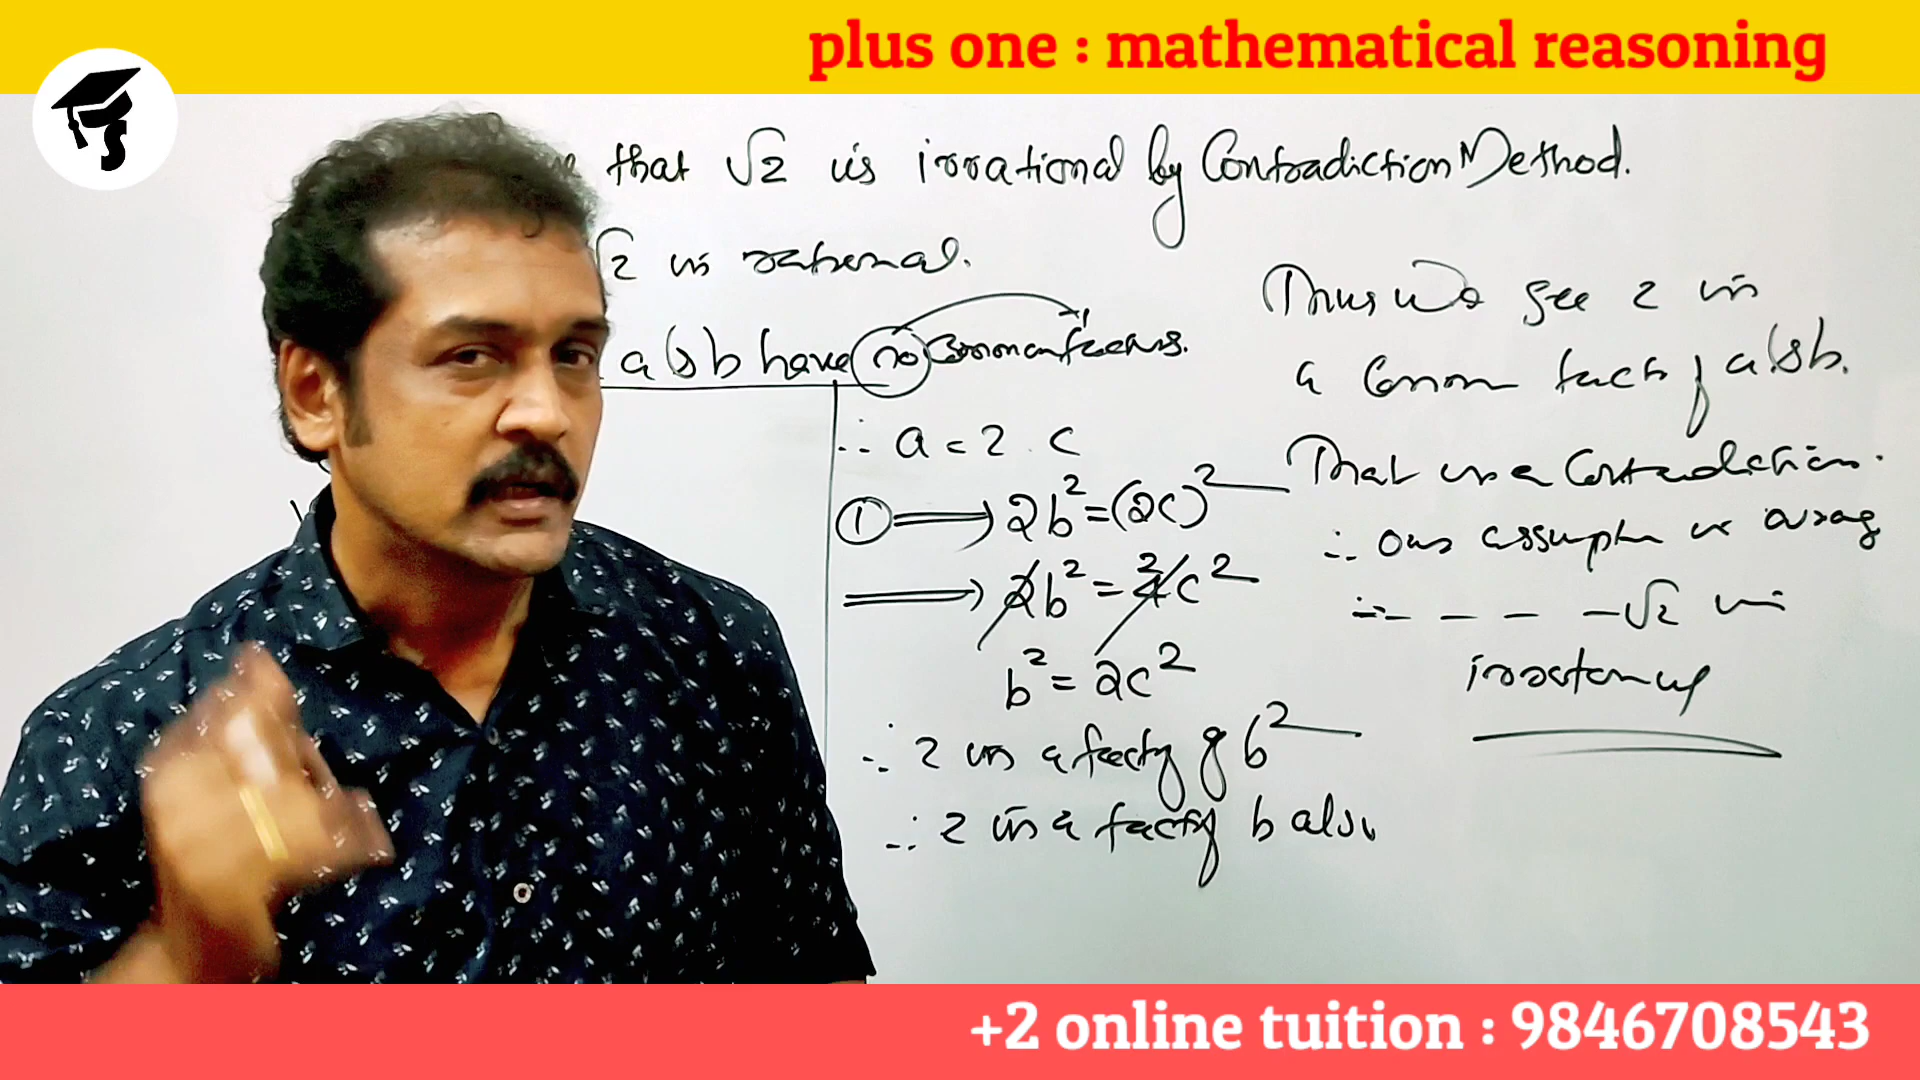 plus one : mathematical reasoning
that √2 is irrational by Contradiction Method.
√2 is rational.
a & b have no common factors.
∴ a = 2 . c
① ⟹ 2b² = (2c)²
⟹ 2b² = 4c² 2
b² = 2c²
∴ 2 is a factor of b²
∴ 2 is a factor b also
Thus we see 2 is
a common factor of a & b.
That is a Contradiction.
∴ our assumptn is wrong
∴ - - - - √2 is
irrational
+2 online tuition : 9846708543
S